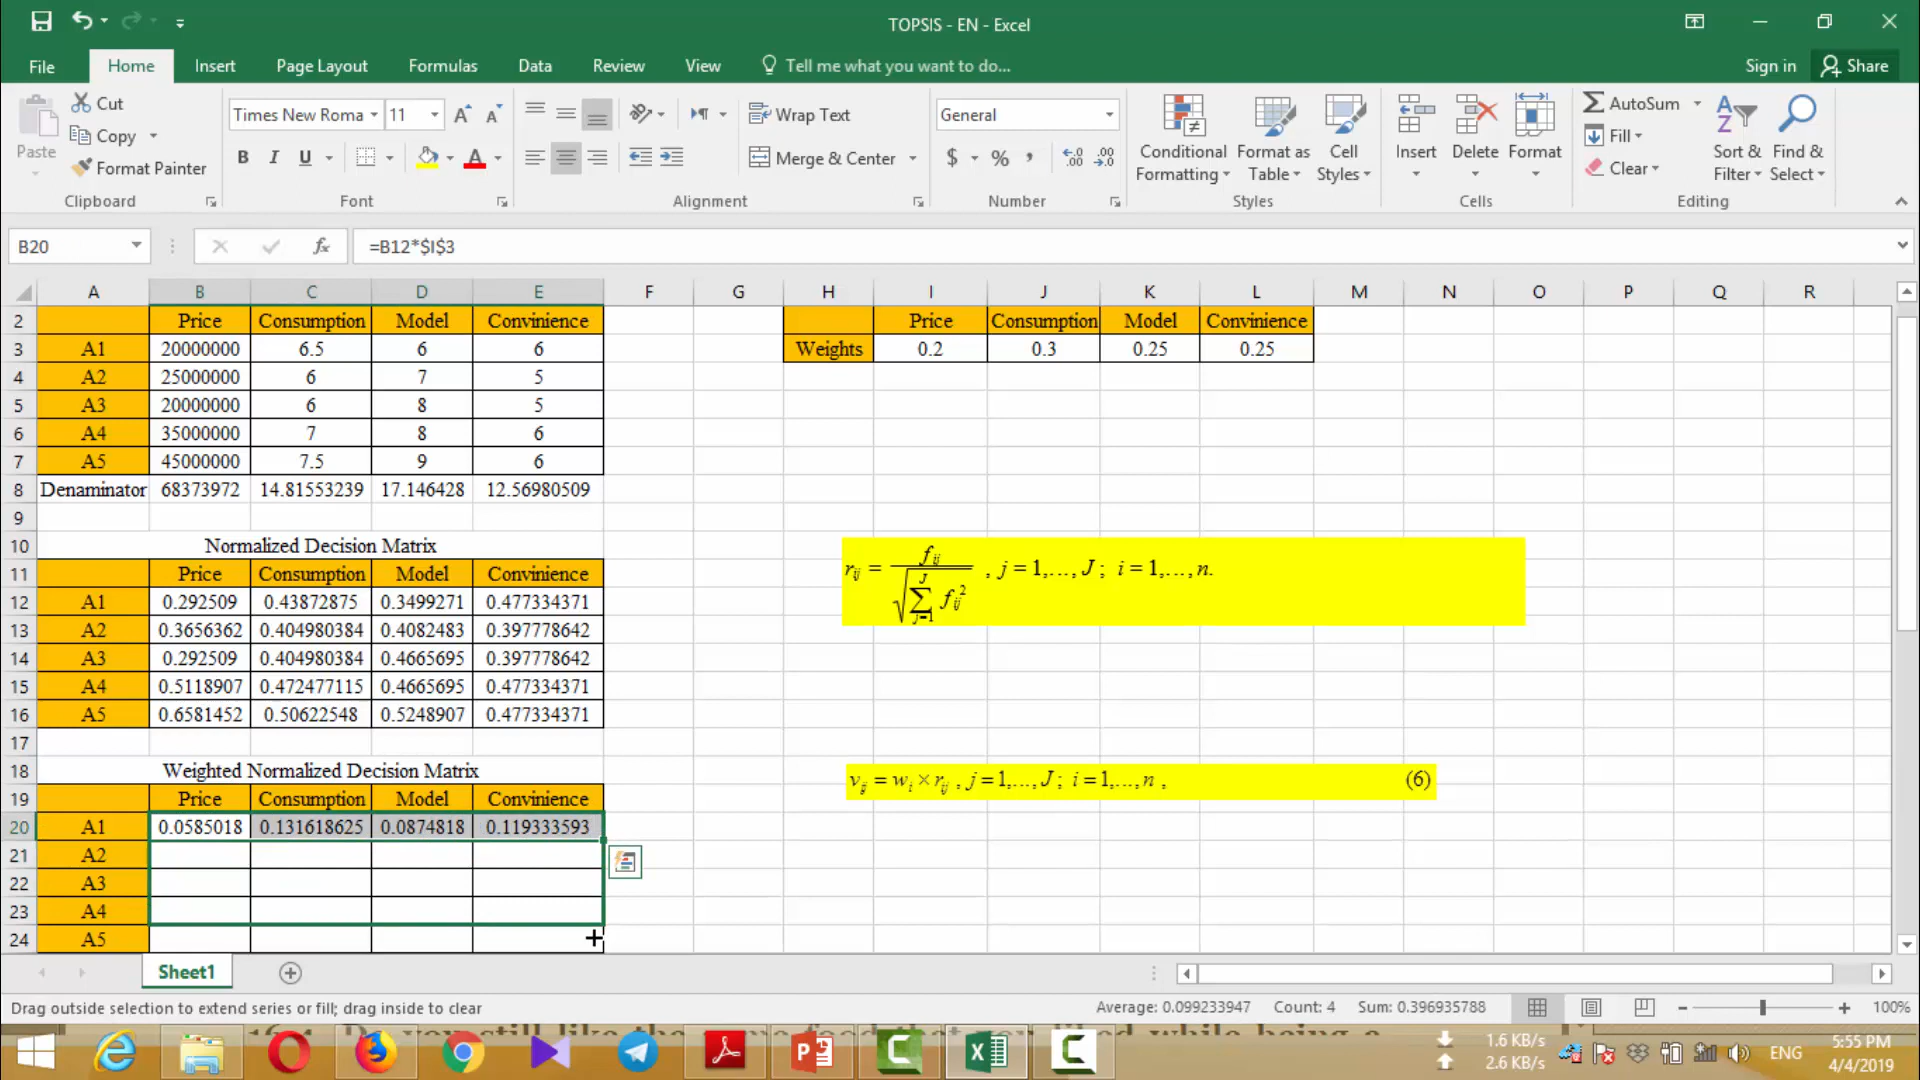 TOPSIS - EN - Excel
File Home Insert Page Layout Formulas Data Review View Tell me what you want to do... Sign in Share
Paste Cut Copy Format Painter Clipboard
Times New Roma 11 B I U A Font
Wrap Text Merge & Center Alignment
General $ % Number
Conditional Formatting Format as Table Cell Styles Styles
Insert Delete Format Cells
AutoSum Fill Clear Sort & Filter Find & Select Editing
B20 fx =B12*$I$3
A B C D E F G H I J K L M N O P Q R
2 Price Consumption Model Convinience Price Consumption Model Convinience
3 A1 20000000 6.5 6 6 Weights 0.2 0.3 0.25 0.25
4 A2 25000000 6 7 5
5 A3 20000000 6 8 5
6 A4 35000000 7 8 6
7 A5 45000000 7.5 9 6
8 Denaminator 68373972 14.81553239 17.146428 12.56980509
9
10 Normalized Decision Matrix
11 Price Consumption Model Convinience
r_ij = f_ij / √∑_{j=1}^{J} f_ij^2 , j = 1,..., J ; i = 1,..., n.
12 A1 0.292509 0.43872875 0.3499271 0.477334371
13 A2 0.3656362 0.404980384 0.4082483 0.397778642
14 A3 0.292509 0.404980384 0.4665695 0.397778642
15 A4 0.5118907 0.472477115 0.4665695 0.477334371
16 A5 0.6581452 0.50622548 0.5248907 0.477334371
17
18 Weighted Normalized Decision Matrix
v_ij = w_i × r_ij , j = 1,..., J ; i = 1,..., n , (6)
19 Price Consumption Model Convinience
20 A1 0.0585018 0.131618625 0.0874818 0.119333593
21 A2
22 A3
23 A4
24 A5
Sheet1
Drag outside selection to extend series or fill; drag inside to clear Average: 0.099233947 Count: 4 Sum: 0.396935788 100%
1.6 KB/s
2.6 KB/s
ENG
5:55 PM
4/4/2019